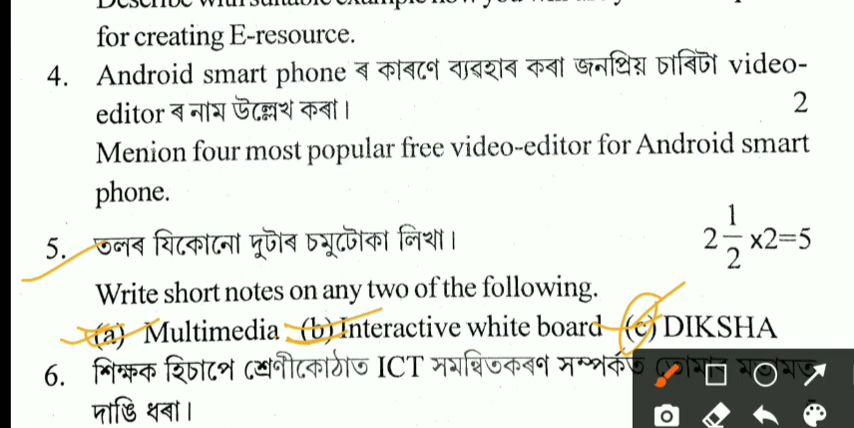 for creating E-resource.
4. Android smart phone ৰ কাৰণে ব্যৱহাৰ কৰা জনপ্ৰিয় চাৰিটা video-
editor ৰ নাম উল্লেখ কৰা। 2
Menion four most popular free video-editor for Android smart
phone.
5. তলৰ যিকোনো দুটাৰ চমুটোকা লিখা। 2 1/2 x2=5
Write short notes on any two of the following.
(a) Multimedia (b) Interactive white board (c) DIKSHA
6. শিক্ষক হিচাপে শ্ৰেণীকোঠাত ICT সমন্বিতকৰণ সম্পৰ্কত
দাঙি ধৰা।